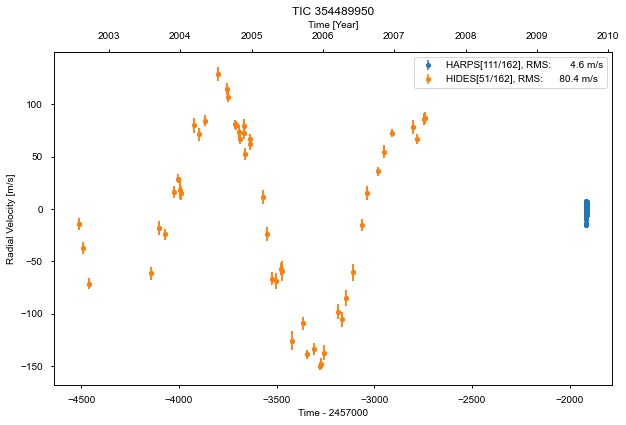 TIC 354489950
Time [Year]
2003 2004 2005 2006 2007 2008 2009 2010
HARPS[111/162], RMS: 4.6 m/s
HIDES[51/162], RMS: 80.4 m/s
100
50
0
−50
−100
−150
Radial Velocity [m/s]
−4500 −4000 −3500 −3000 −2500 −2000
Time - 2457000